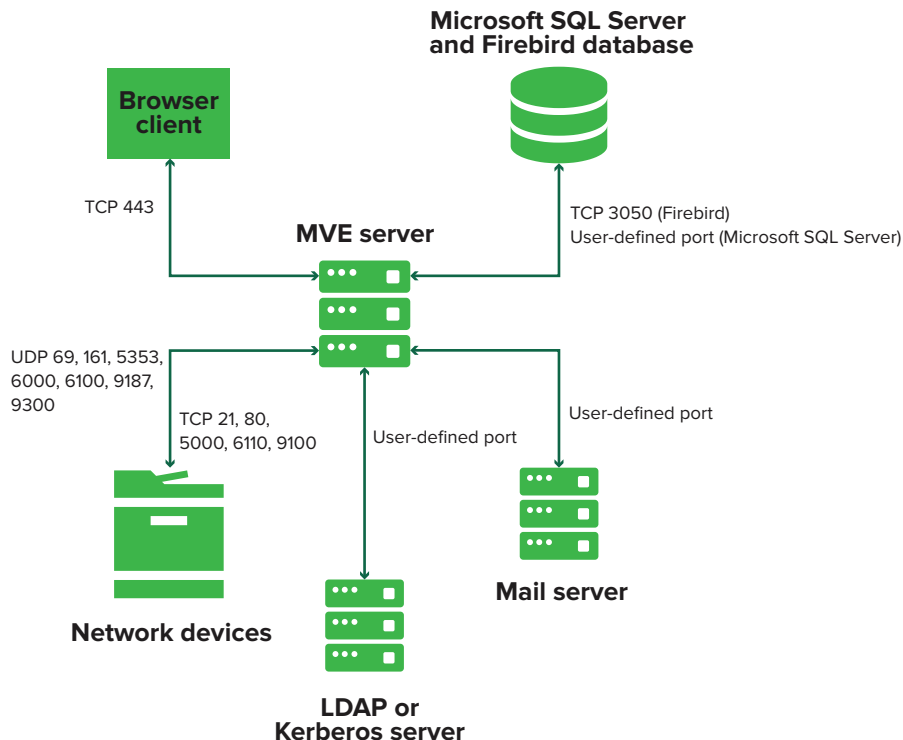 Microsoft SQL Server
and Firebird database
Browser
client
TCP 443
TCP 3050 (Firebird)
User-defined port (Microsoft SQL Server)
MVE server
UDP 69, 161, 5353,
6000, 6100, 9187,
9300
TCP 21, 80,
5000, 6110, 9100
User-defined port
User-defined port
Mail server
Network devices
LDAP or
Kerberos server